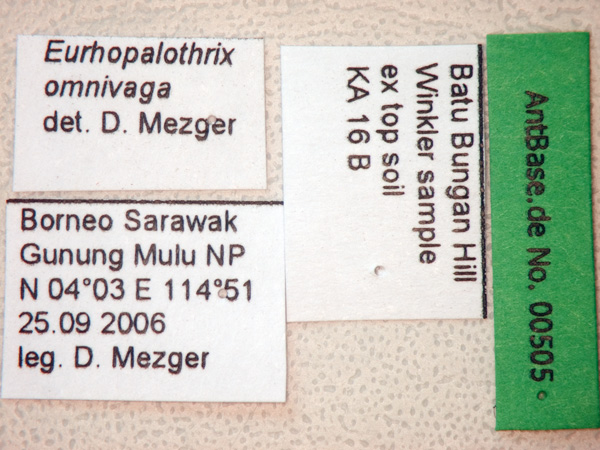 Eurhopalothrix
omnivaga
det. D. Mezger
Borneo Sarawak
Gunung Mulu NP
N 04°03 E 114°51
25.09 2006
leg. D. Mezger
Batu Bungan Hill
Winkler sample
ex top soil
KA 16 B
AntBase.de No. 00505